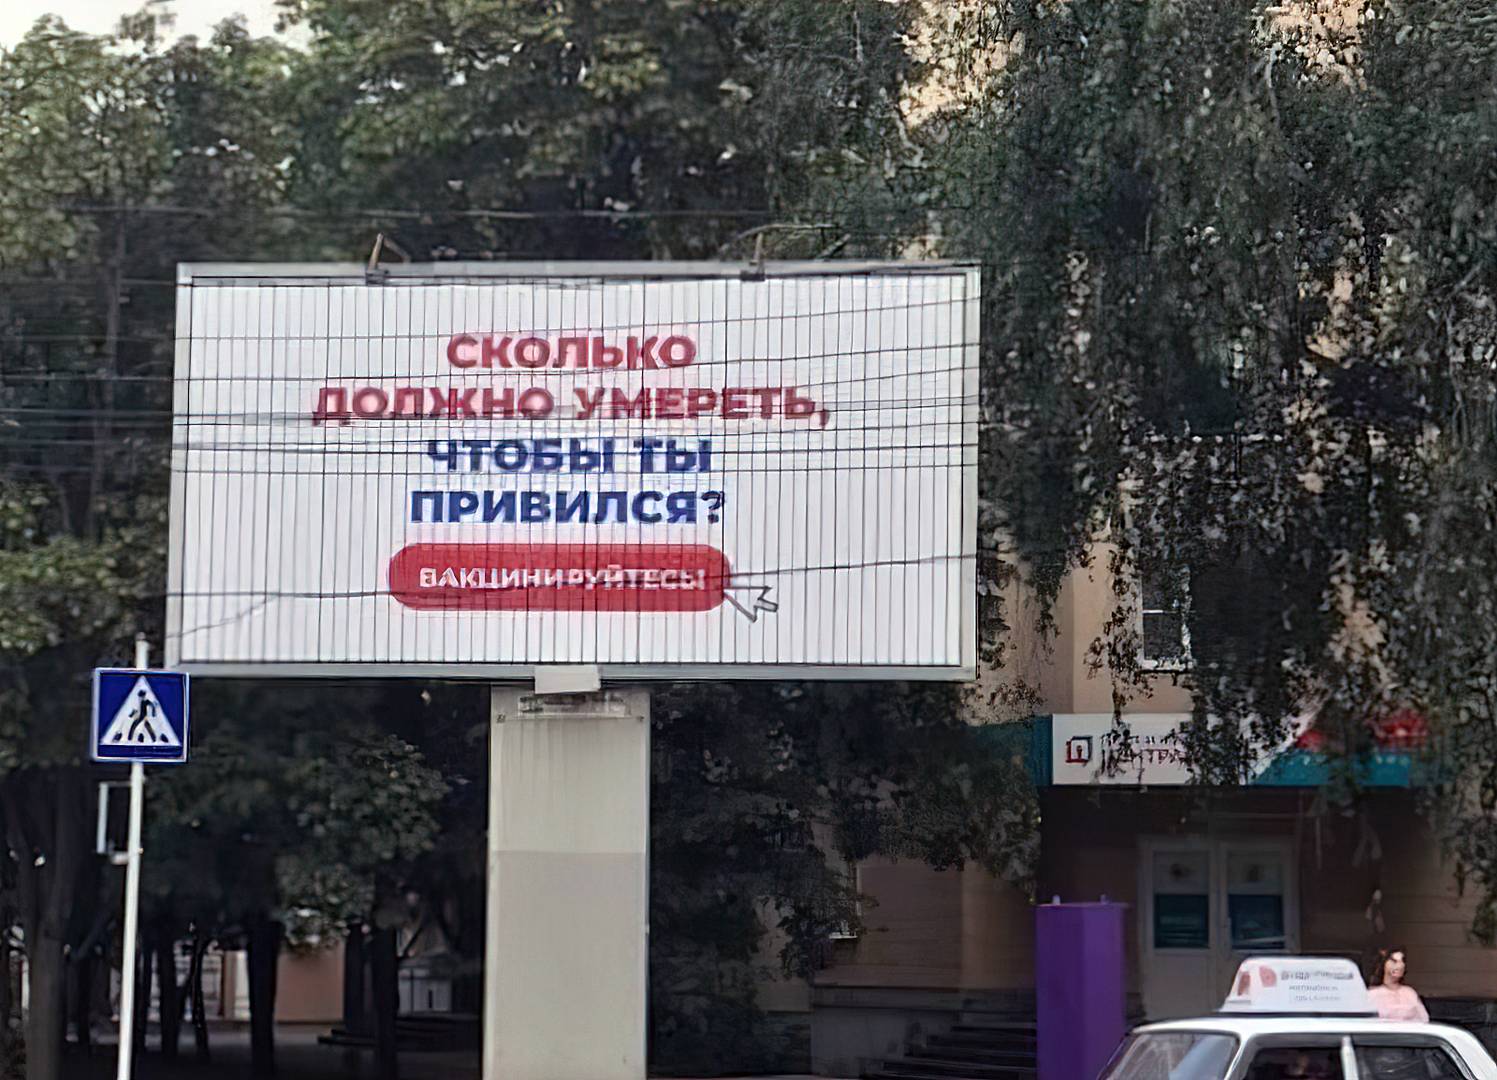 СКОЛЬКО
ДОЛЖНО УМЕРЕТЬ,
ЧТОБЫ ТЫ
ПРИВИЛСЯ?
ВАКЦИНИРУЙТЕСЬ!